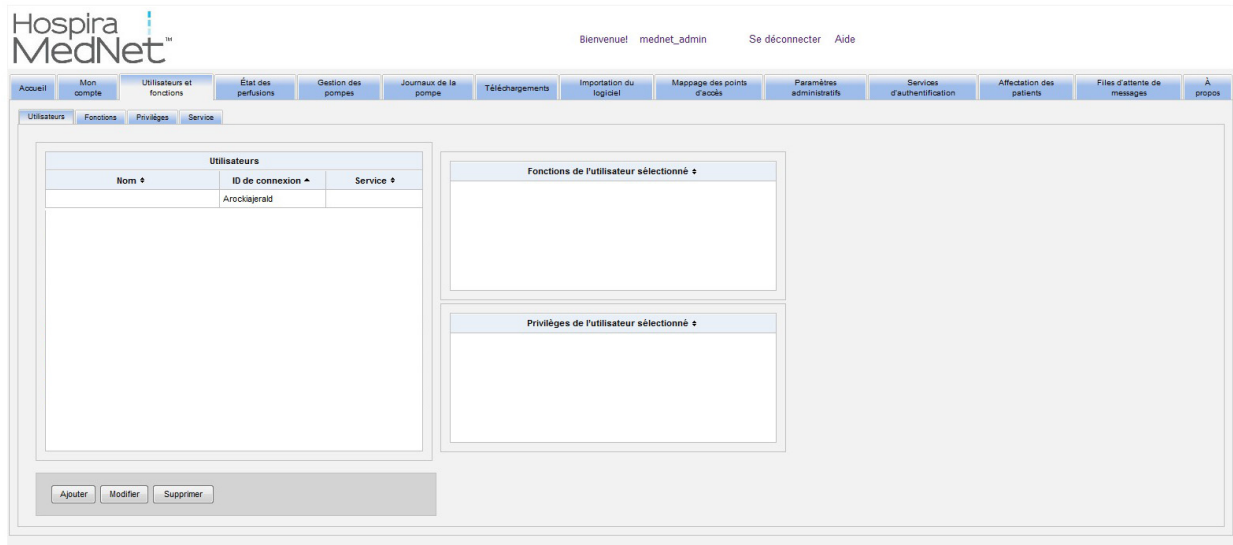 Hospira
MedNet™
Bienvenue! mednet_admin Se déconnecter Aide
Accueil
Mon compte
Utilisateurs et fonctions
État des perfusions
Gestion des pompes
Journaux de la pompe
Téléchargements
Importation du logiciel
Mappage des points d'accès
Paramètres administratifs
Services d'authentification
Affectation des patients
Files d'attente de messages
À propos
Utilisateurs Fonctions Privilèges Service
Utilisateurs
Nom ID de connexion Service
Arockiajerald
Fonctions de l'utilisateur sélectionné
Privilèges de l'utilisateur sélectionné
Ajouter Modifier Supprimer